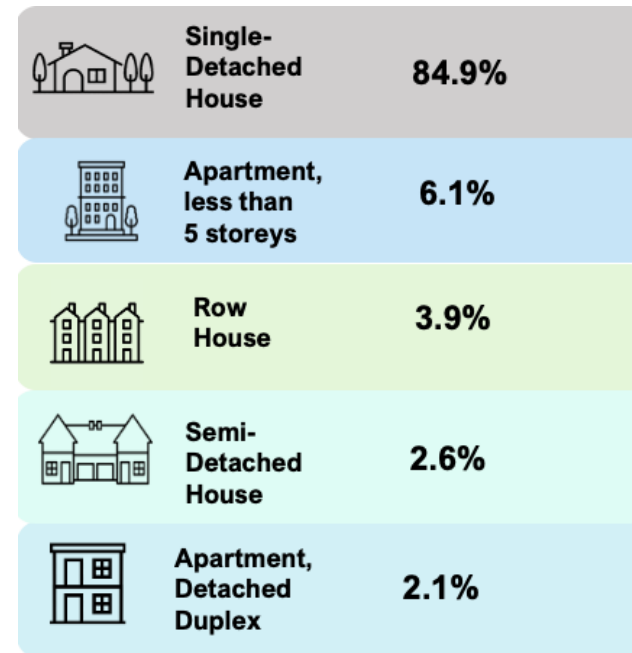 Single-
Detached
House
84.9%
Apartment,
less than
5 storeys
6.1%
Row
House
3.9%
Semi-
Detached
House
2.6%
Apartment,
Detached
Duplex
2.1%